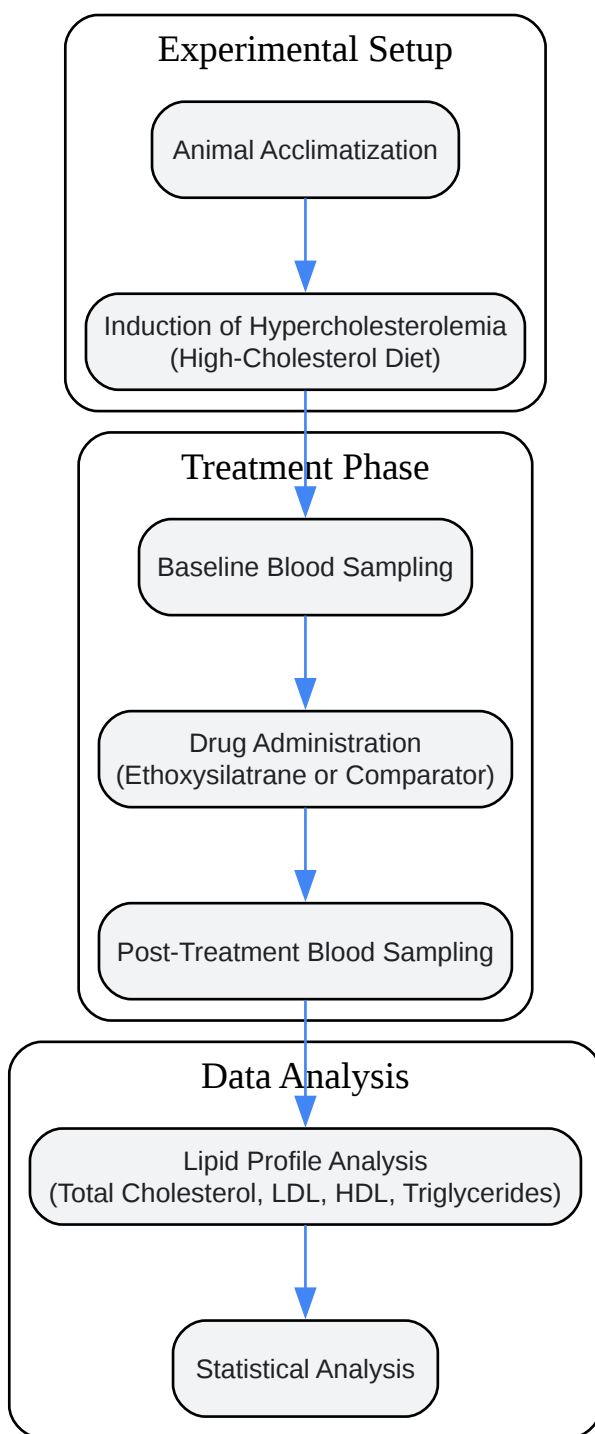 Experimental Setup
Animal Acclimatization
Induction of Hypercholesterolemia
(High-Cholesterol Diet)
Treatment Phase
Baseline Blood Sampling
Drug Administration
(Ethoxysilatrane or Comparator)
Post-Treatment Blood Sampling
Data Analysis
Lipid Profile Analysis
(Total Cholesterol, LDL, HDL, Triglycerides)
Statistical Analysis